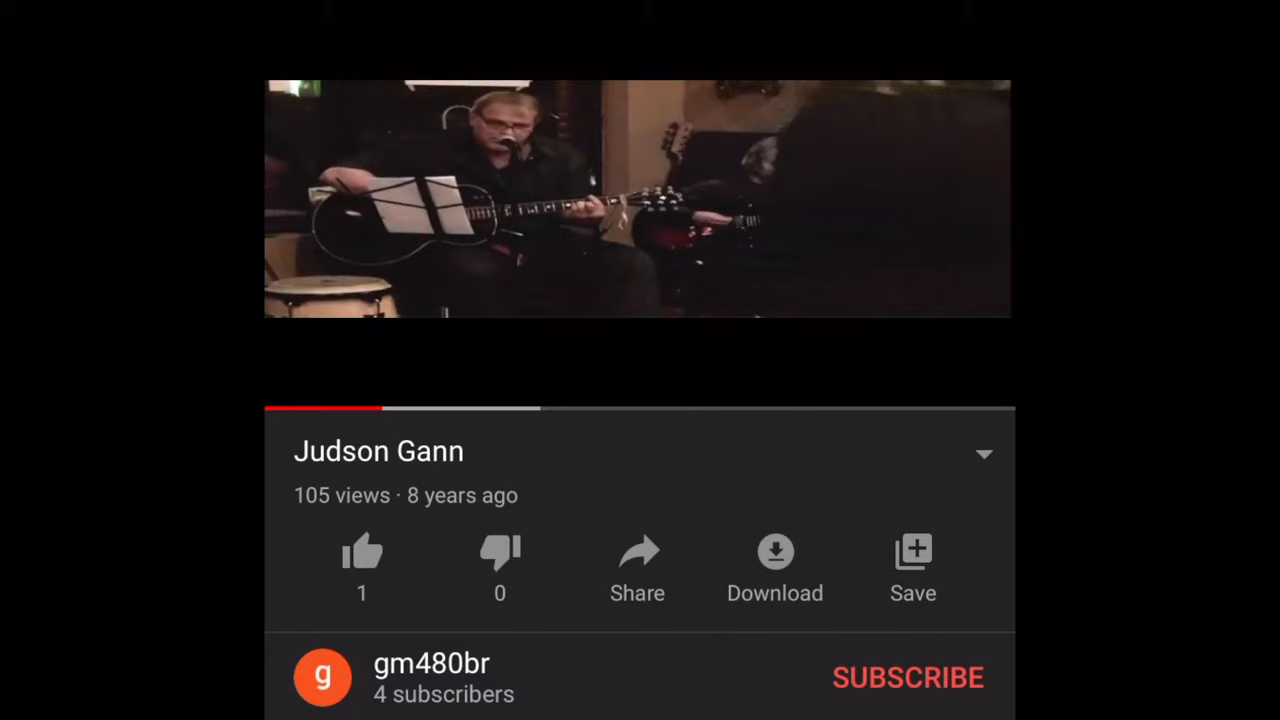 Judson Gann
105 views · 8 years ago
1
0
Share
Download
Save
g
gm480br
4 subscribers
SUBSCRIBE